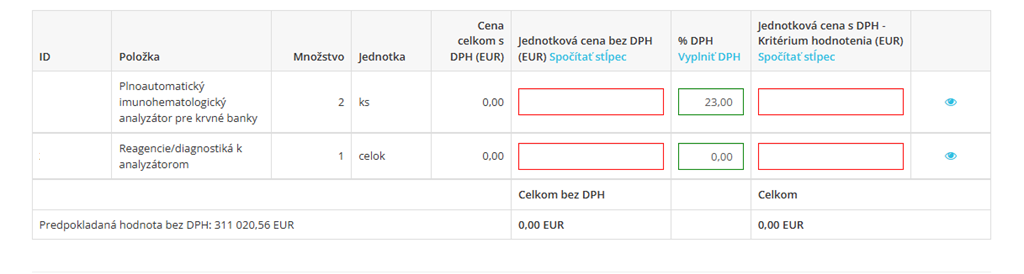 ID
Položka
Množstvo
Jednotka
Cena
celkom s
DPH (EUR)
Jednotková cena bez DPH
(EUR) Spočítať stĺpec
% DPH
Vyplniť DPH
Jednotková cena s DPH -
Kritérium hodnotenia (EUR)
Spočítať stĺpec
Plnoautomatický
imunohematologický
analyzátor pre krvné banky
2
ks
0,00
23,00
Reagencie/diagnostiká k
analyzátorom
1
celok
0,00
0,00
Celkom bez DPH
Celkom
Predpokladaná hodnota bez DPH: 311 020,56 EUR
0,00 EUR
0,00 EUR